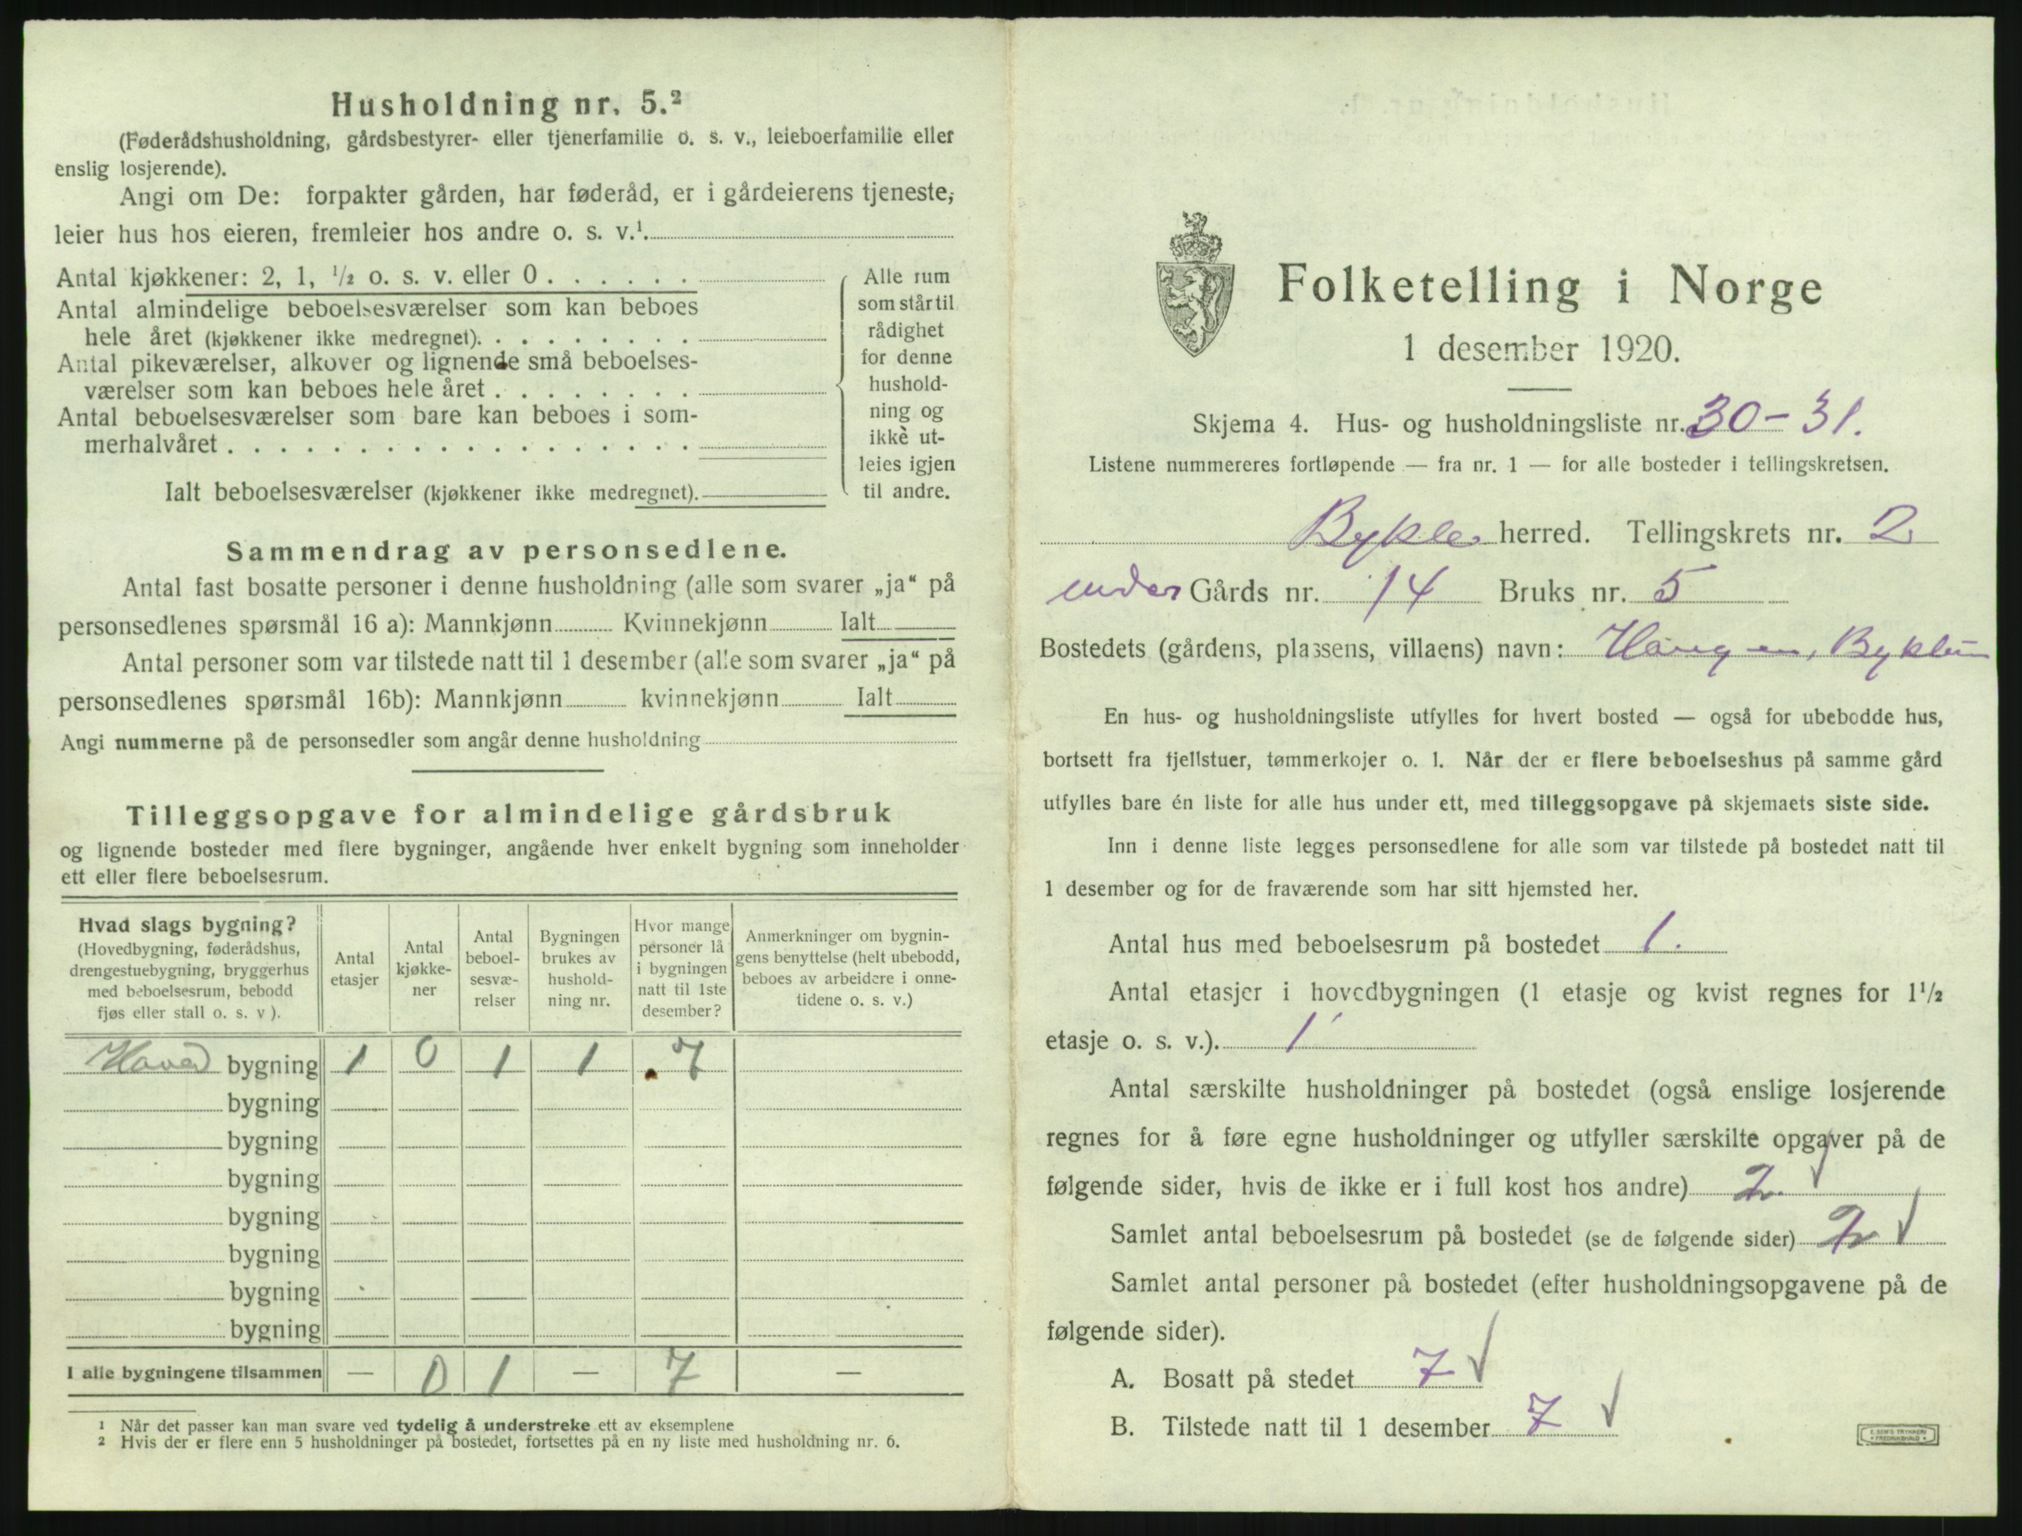 Husholdning nr. 5.²
(Føderådshusholdning, gårdsbestyrer- eller tjenerfamilie o. s. v., leieboerfamilie eller
enslig losjerende).
Angi om De: forpakter gården, har føderåd, er i gårdeierens tjeneste,
leier hus hos eieren, fremleier hos andre o. s. v.¹.
Antal kjøkkener: 2, 1, ¹/₂ o. s. v. eller 0
Antal almindelige beboelsesværelser som kan beboes
hele året (kjøkkener ikke medregnet).
Antal pikeværelser, alkover og lignende små beboelses-
værelser som kan beboes hele året
Antal beboelsesværelser som bare kan beboes i som-
merhalvåret
Ialt beboelsesværelser (kjøkkener ikke medregnet).
Alle rum
som står til
rådighet
for denne
hushold-
ning og
ikkè ut-
leies igjen
til andre.
Sammendrag av personsedlene.
Antal fast bosatte personer i denne husholdning (alle som svarer „ja“ på
personsedlenes spørsmål 16 a): Mannkjønn Kvinnekjønn Ialt
Antal personer som var tilstede natt til 1 desember (alle som svarer „ja“ på
personsedlenes spørsmål 16b): Mannkjønn kvinnekjønn Ialt
Angi nummerne på de personsedler som angår denne husholdning
Tilleggsopgave for almindelige gårdsbruk
og lignende bosteder med flere bygninger, angående hver enkelt bygning som inneholder
ett eller flere beboelsesrum.
Hvad slags bygning?
(Hovedbygning, føderådshus,
drengestuebygning, bryggerhus
med beboelsesrum, bebodd
fjøs eller stall o. s. v ).
Antal
etasjer
Antal
kjøkke-
ner
Antal
beboel-
sesvæ-
relser
Bygningen
brukes av
hushold-
ning nr.
Hvor mange
personer lå
i bygningen
natt til 1ste
desember?
Anmerkninger om bygnin-
gens benyttelse (helt ubebodd,
beboes av arbeidere i onne-
tidene o. s. v.)
Hoved bygning 1 0 1 1 7
bygning
bygning
bygning
bygning
bygning
bygning
bygning
I alle bygningene tilsammen — 0 1 — 7 —
¹ Når det passer kan man svare ved tydelig å understreke ett av eksemplene
² Hvis der er flere enn 5 husholdninger på bostedet, fortsettes på en ny liste med husholdning nr. 6.
Folketelling i Norge
1 desember 1920.
Skjema 4. Hus- og husholdningsliste nr. 30-31.
Listene nummereres fortløpende — fra nr. 1 — for alle bosteder i tellingskretsen.
Bykle herred. Tellingskrets nr. 2
under Gårds nr. 14 Bruks nr. 5
Bostedets (gårdens, plassens, villaens) navn: Haugen,
En hus- og husholdningsliste utfylles for hvert bosted — også for ubebodde hus,
bortsett fra fjellstuer, tømmerkojer o. l. Når der er flere beboelseshus på samme gård
utfylles bare én liste for alle hus under ett, med tilleggsopgave på skjemaets siste side.
Inn i denne liste legges personsedlene for alle som var tilstede på bostedet natt til
1 desember og for de fraværende som har sitt hjemsted her.
Antal hus med beboelsesrum på bostedet 1.
Antal etasjer i hovedbygningen (1 etasje og kvist regnes for 1¹/₂
etasje o. s. v.). 1
Antal særskilte husholdninger på bostedet (også enslige losjerende
regnes for å føre egne husholdninger og utfyller særskilte opgaver på de
følgende sider, hvis de ikke er i full kost hos andre) 2.
Samlet antal beboelsesrum på bostedet (se de følgende sider) 2
Samlet antal personer på bostedet (efter husholdningsopgavene på de
følgende sider).
A. Bosatt på stedet 7
B. Tilstede natt til 1 desember 7